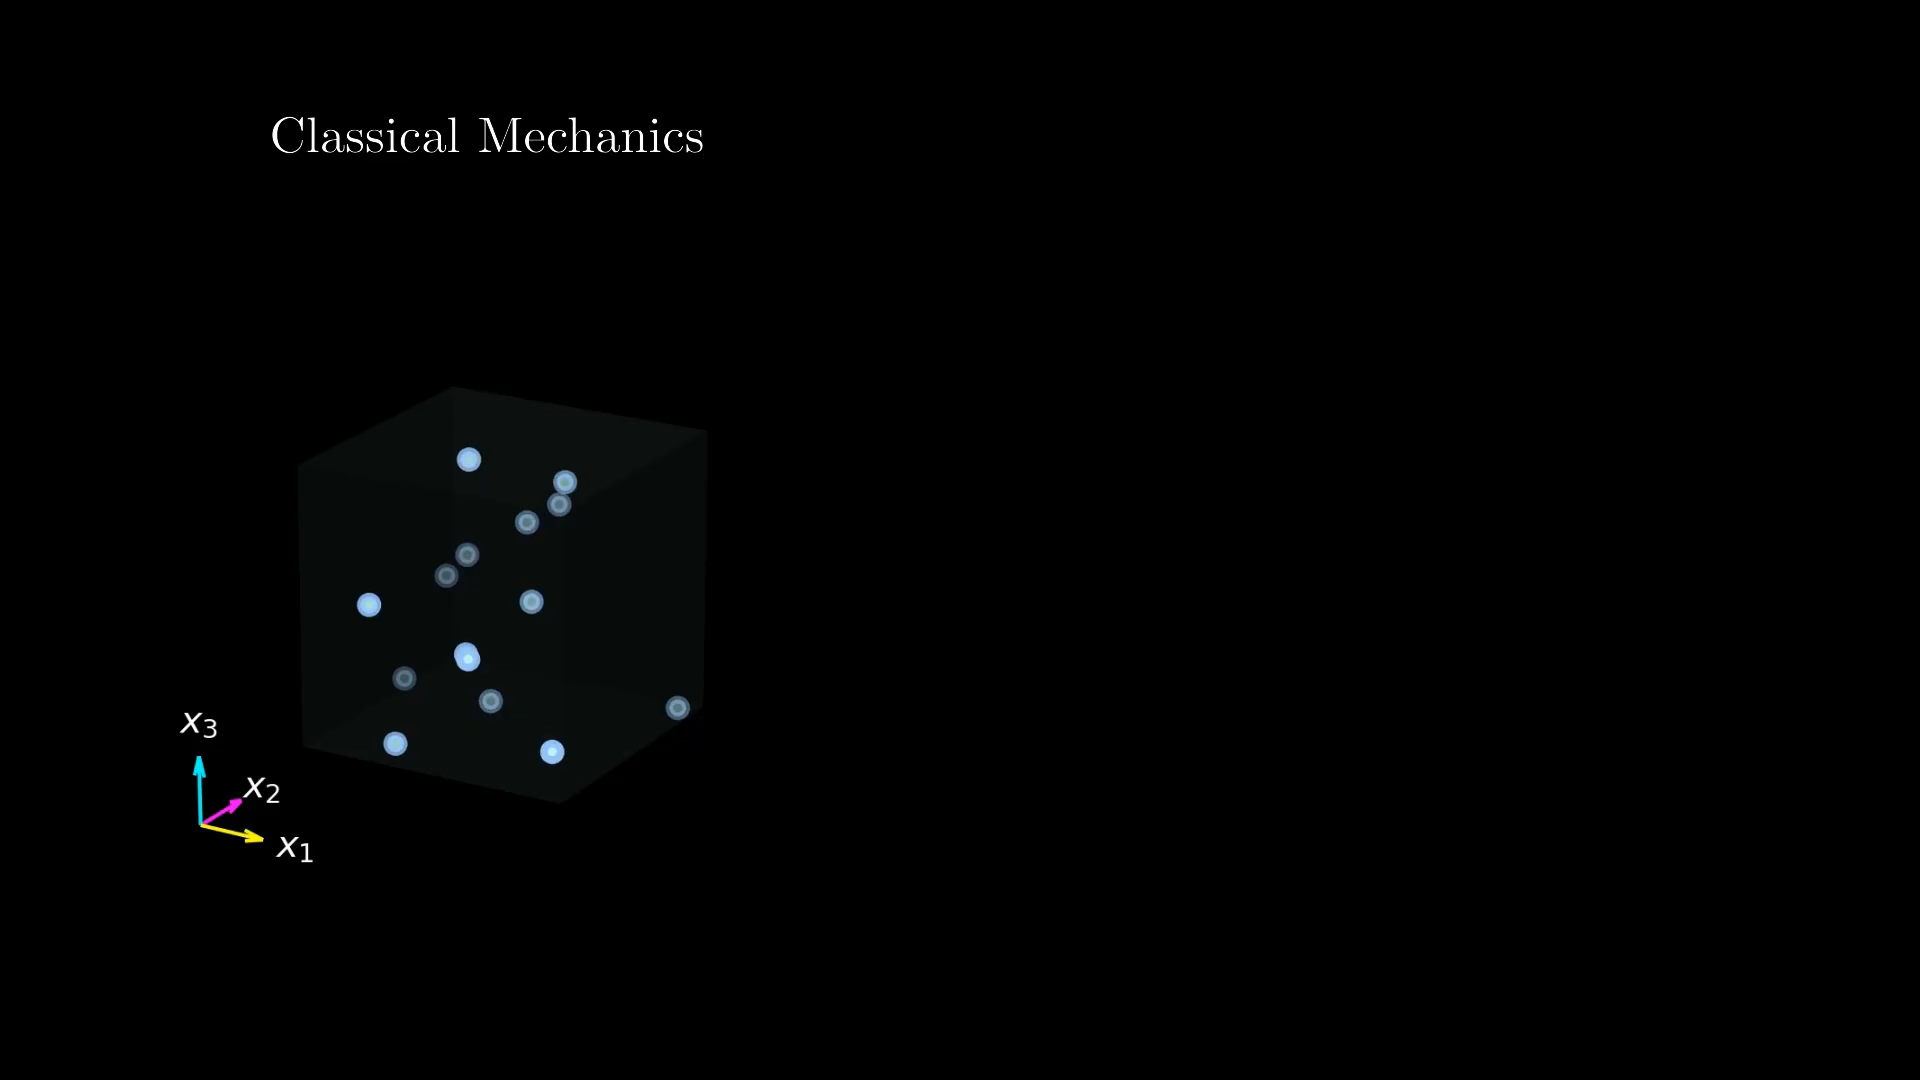 Classical Mechanics
x₃
x₂
x₁